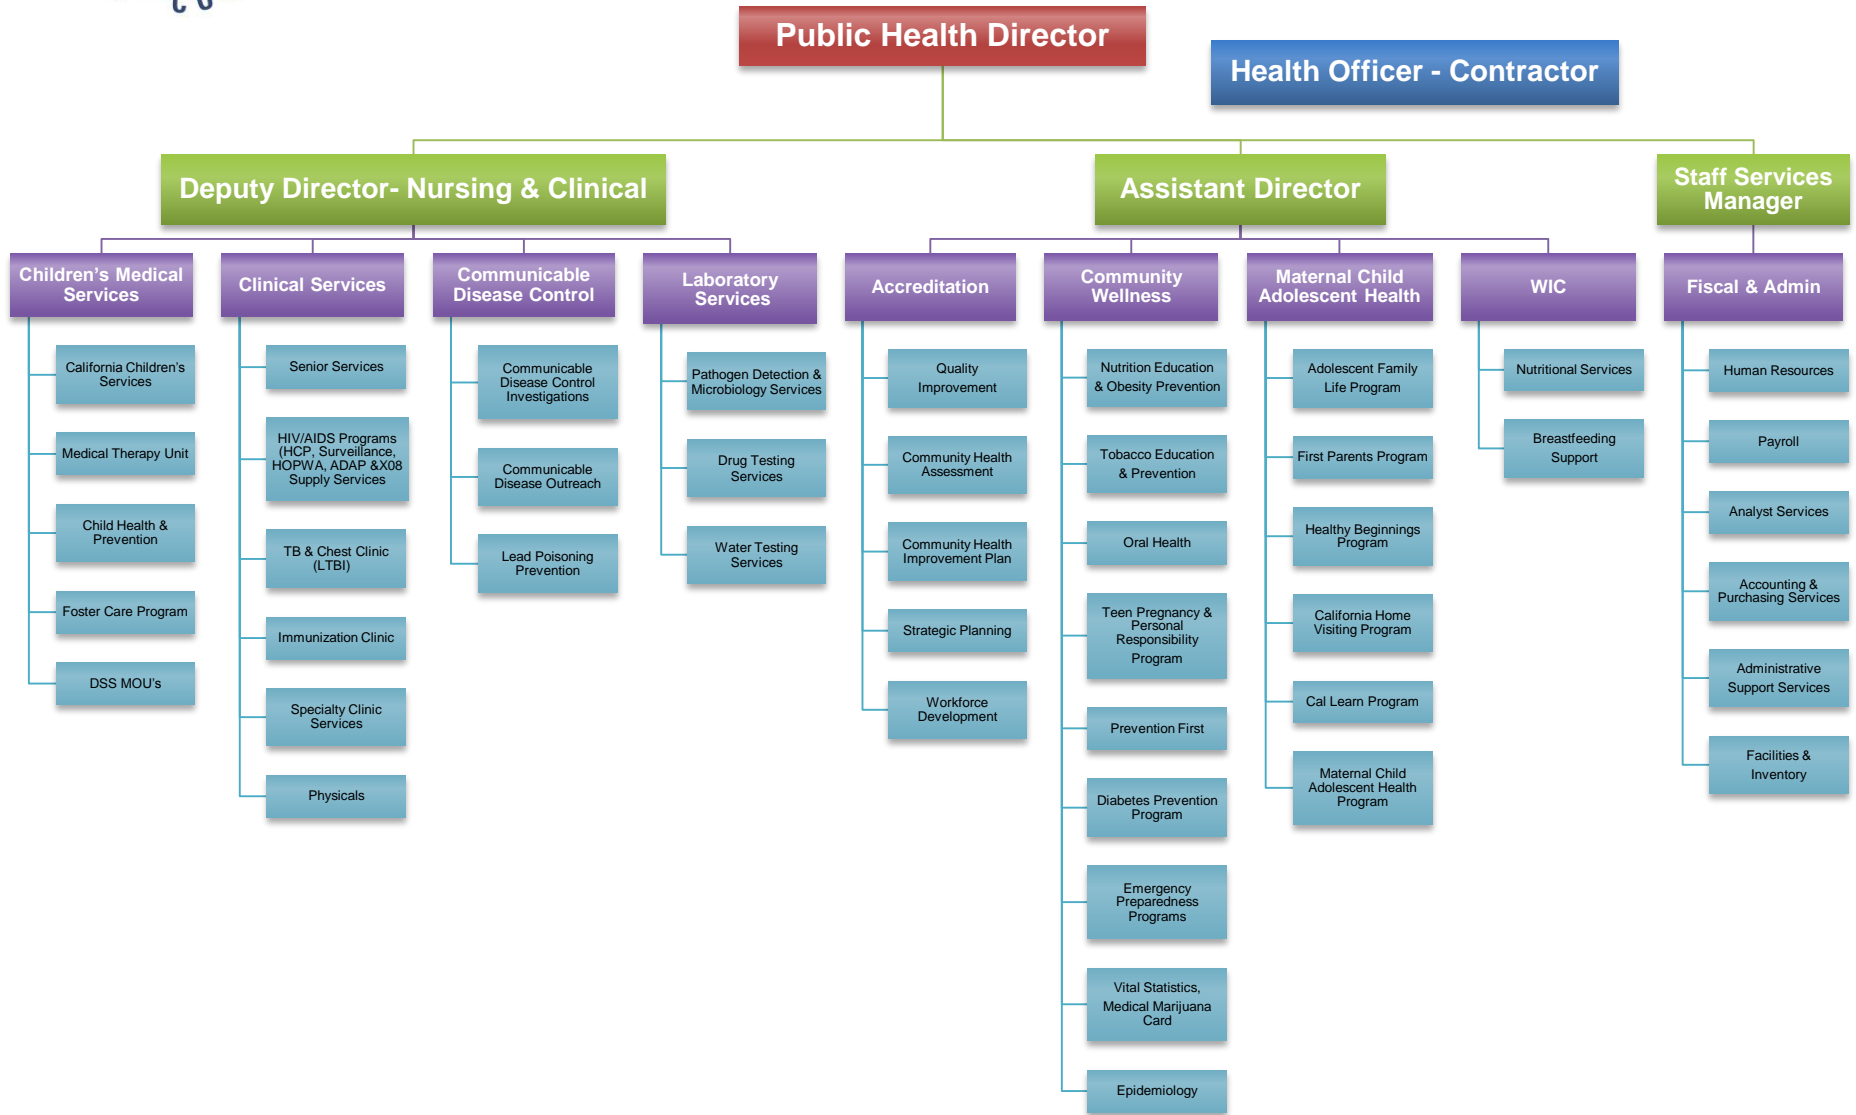 C O
Public Health Director
Health Officer - Contractor
Deputy Director- Nursing & Clinical
Assistant Director
Staff Services
Manager
Children's Medical
Services
California Children's
Services
Medical Therapy Unit
Child Health &
Prevention
Foster Care Program
DSS MOU's
Clinical Services
Senior Services
HIV/AIDS Programs
(HCP, Surveillance,
HOPWA, ADAP &X08
Supply Services
TB & Chest Clinic
(LTBI)
Immunization Clinic
Specialty Clinic
Services
Physicals
Communicable
Disease Control
Communicable
Disease Control
Investigations
Communicable
Disease Outreach
Lead Poisoning
Prevention
Laboratory
Services
Pathogen Detection &
Microbiology Services
Drug Testing
Services
Water Testing
Services
Accreditation
Quality
Improvement
Community Health
Assessment
Community Health
Improvement Plan
Strategic Planning
Workforce
Development
Community
Wellness
Nutrition Education
& Obesity Prevention
Tobacco Education
& Prevention
Oral Health
Teen Pregnancy &
Personal
Responsibility
Program
Prevention First
Diabetes Prevention
Program
Emergency
Preparedness
Programs
Vital Statistics,
Medical Marijuana
Card
Epidemiology
Maternal Child
Adolescent Health
Adolescent Family
Life Program
First Parents Program
Healthy Beginnings
Program
California Home
Visiting Program
Cal Learn Program
Maternal Child
Adolescent Health
Program
WIC
Nutritional Services
Breastfeeding
Support
Fiscal & Admin
Human Resources
Payroll
Analyst Services
Accounting &
Purchasing Services
Administrative
Support Services
Facilities &
Inventory